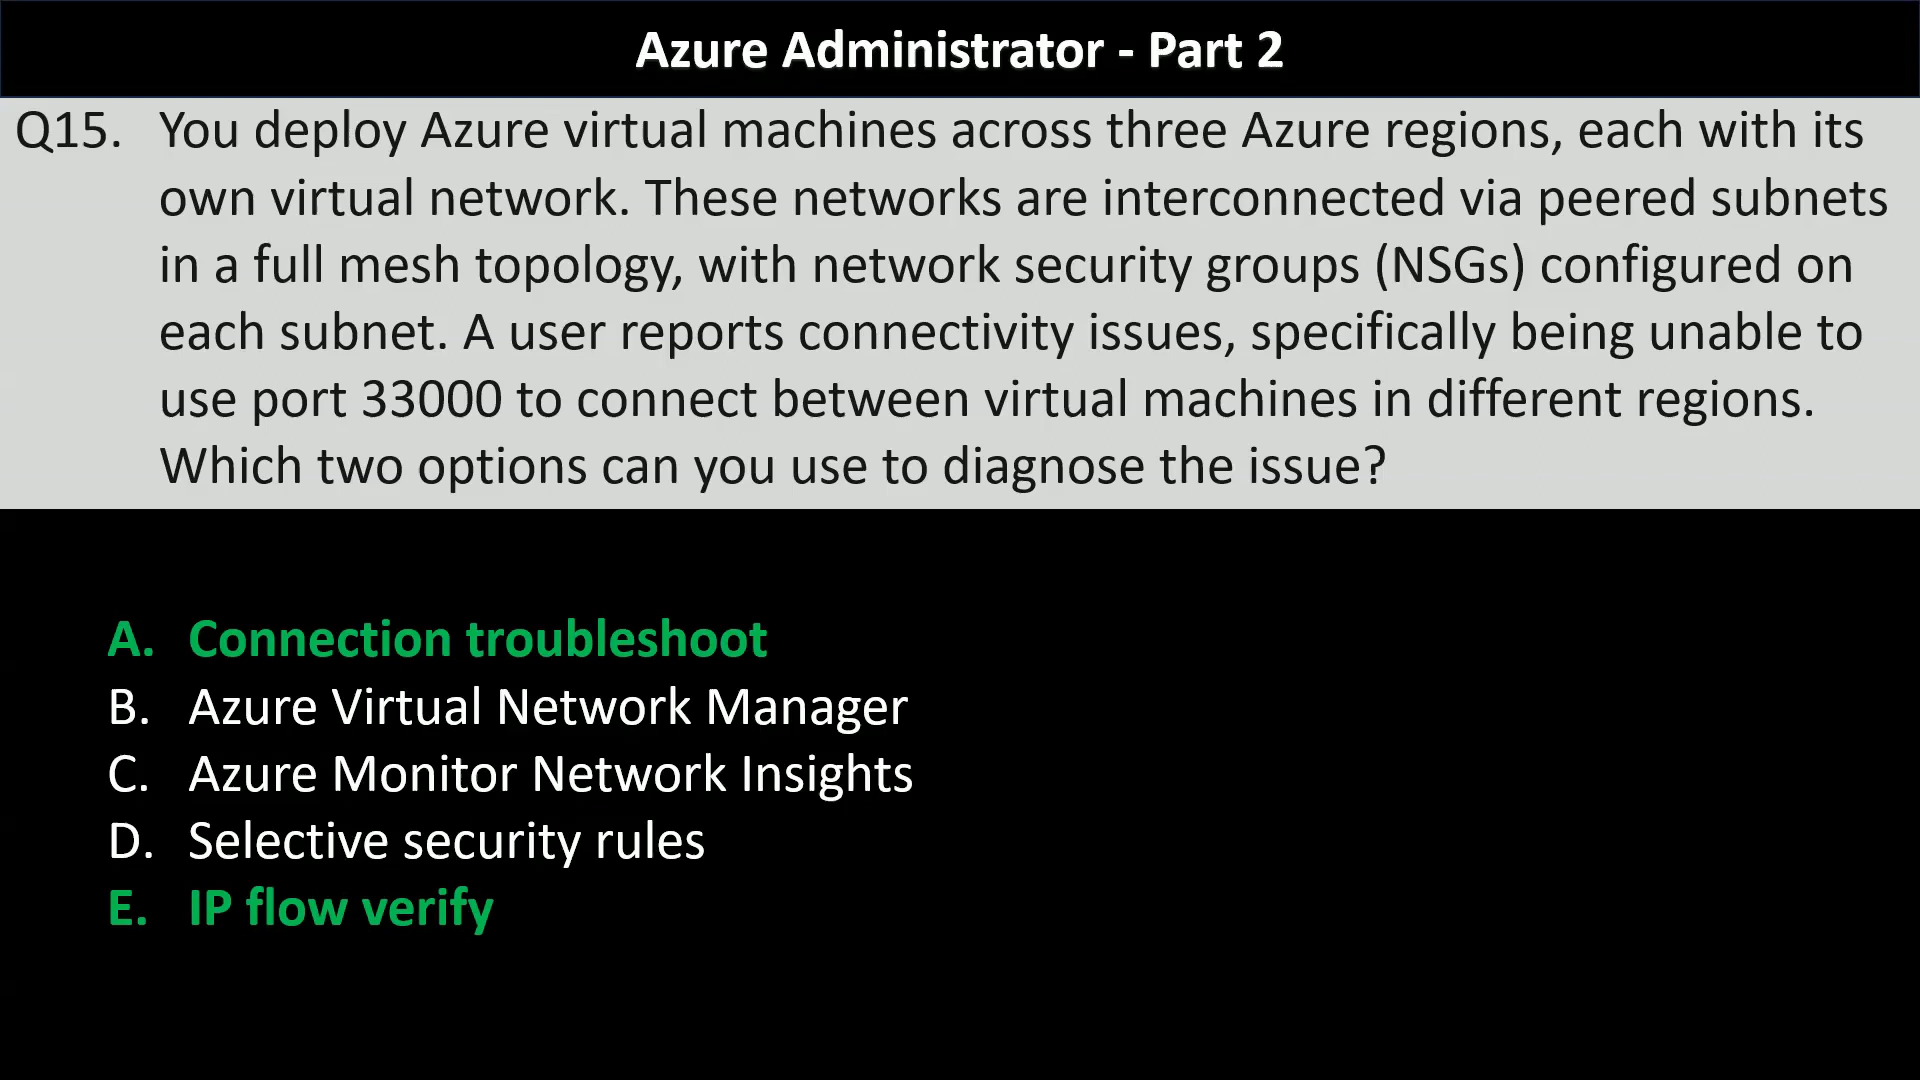 Azure Administrator - Part 2
Q15. You deploy Azure virtual machines across three Azure regions, each with its
own virtual network. These networks are interconnected via peered subnets
in a full mesh topology, with network security groups (NSGs) configured on
each subnet. A user reports connectivity issues, specifically being unable to
use port 33000 to connect between virtual machines in different regions.
Which two options can you use to diagnose the issue?
A. Connection troubleshoot
B. Azure Virtual Network Manager
C. Azure Monitor Network Insights
D. Selective security rules
E. IP flow verify